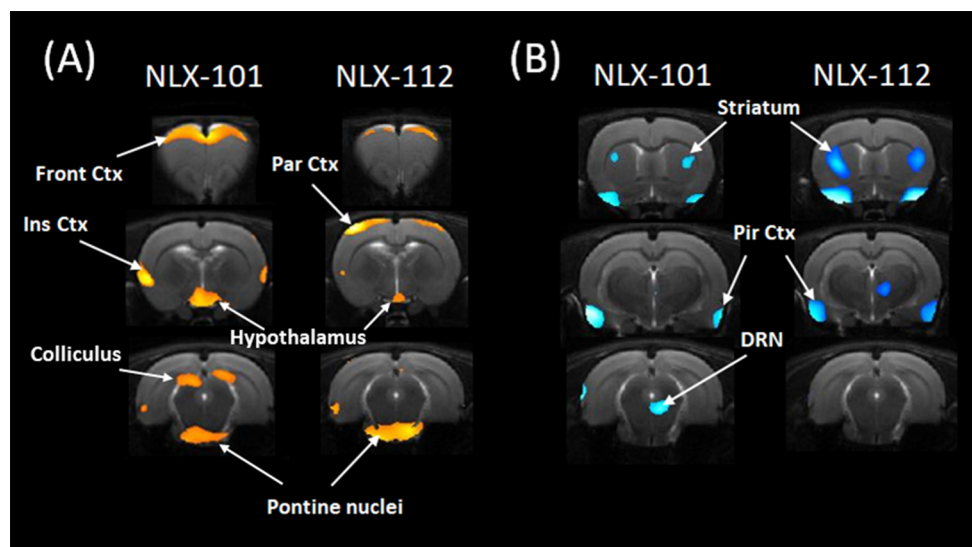 (A)
NLX-101
NLX-112
Front Ctx
Par Ctx
Ins Ctx
Hypothalamus
Colliculus
Pontine nuclei
(B)
NLX-101
NLX-112
Striatum
Pir Ctx
DRN